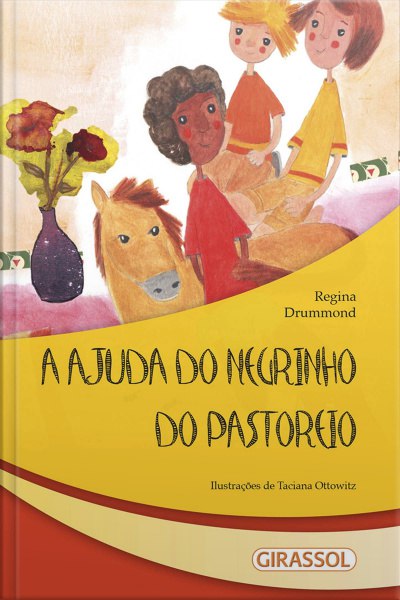 Regina
Drummond
A AJUDA DO NEGRINHO
DO PASTOREIO
Ilustrações de Taciana Ottowitz
GIRASSOL